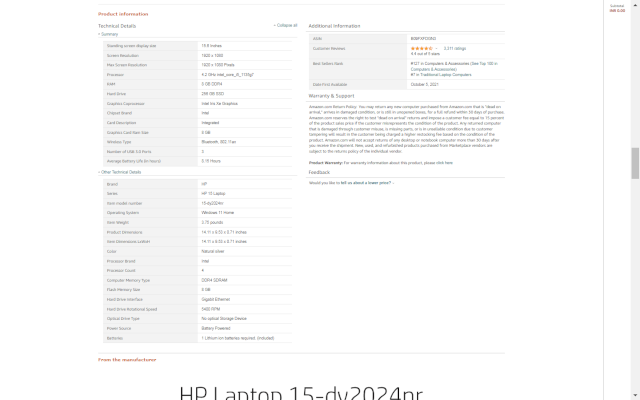 Product information
Technical Details
Collapse all
Summary
Standing screen display size 15.6 Inches
Screen Resolution 1920 x 1080
Max Screen Resolution 1920 x 1080 Pixels
Processor 4.2 GHz intel_core_i5_1135g7
RAM 8 GB DDR4
Hard Drive 256 GB SSD
Graphics Coprocessor Intel Iris Xe Graphics
Chipset Brand Intel
Card Description Integrated
Graphics Card Ram Size 8 GB
Wireless Type Bluetooth, 802.11ax
Number of USB 3.0 Ports 2
Average Battery Life (in hours)
Other Technical Details
Brand HP
Series HP 15 Laptop
Item model number 15-dy2024nr
Operating System Windows 11 Home
Item Weight 3.75 pounds
Product Dimensions 14.11 x 9.53 x 0.71 inches
Item Dimensions LxWxH 14.11 x 9.53 x 0.71 inches
Color Natural silver
Processor Brand Intel
Processor Count 4
Computer Memory Type DDR4 SDRAM
Flash Memory Size 8 GB
Hard Drive Interface Gigabit Ethernet
Hard Drive Rotational Speed 5400 RPM
Optical Drive Type No optical Storage Device
Power Source Battery Powered
Batteries 1 Lithium Ion batteries required. (included)
Additional Information
ASIN
Customer Reviews ratings
4.4 out of 5 stars
Best Sellers Rank #127 in Computers & Accessories (See Top 100 in
Computers & Accessories)
#7 in Traditional Laptop Computers
Date First Available October 5, 2021
Warranty & Support
Amazon.com Return Policy: You may return any new computer purchased from Amazon.com that is "dead on
arrival," arrives in damaged condition, or is still in unopened boxes, for a full refund within 30 days of purchase.
Amazon.com reserves the right to test "dead on arrival" returns and impose a customer fee equal to 15 percent
of the product sales price if the customer misrepresents the condition of the product. Any returned computer
that is damaged through customer misuse, is missing parts, or is in unsellable condition due to customer
tampering will result in the customer being charged a higher restocking fee based on the condition of the
product. Amazon.com will not accept returns of any desktop or notebook computer more than 30 days after
you receive the shipment. New, used, and refurbished products purchased from Marketplace vendors are
subject to the returns policy of the individual vendor.
Product Warranty: For warranty information about this product, please click here
Feedback
Would you like to tell us about a lower price?
From the manufacturer
HP Laptop 15-dy2024nr